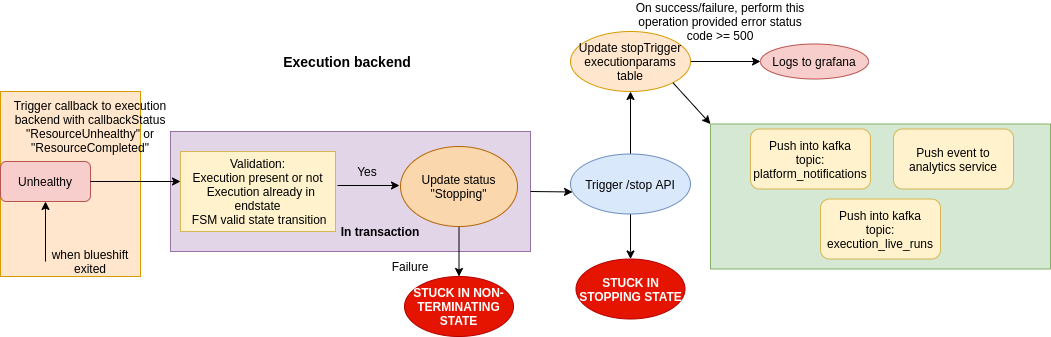 On success/failure, perform this
operation provided error status
code >= 500
Execution backend
Update stopTrigger
executionparams
table
Logs to grafana
Trigger callback to execution
backend with callbackStatus
"ResourceUnhealthy" or
"ResourceCompleted"
Unhealthy
when blueshift
exited
Validation:
Execution present or not
Execution already in
endstate
FSM valid state transition
Yes
Update status
"Stopping"
In transaction
Failure
STUCK IN NON-
TERMINATING
STATE
Trigger /stop API
STUCK IN
STOPPING STATE
Push into kafka
topic:
platform_notifications
Push event to
analytics service
Push into kafka
topic:
execution_live_runs